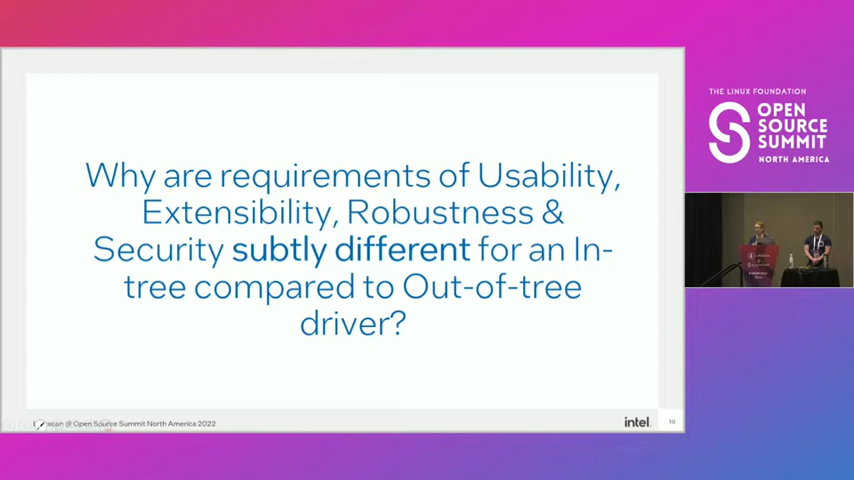 Why are requirements of Usability,
Extensibility, Robustness &
Security subtly different for an In-
tree compared to Out-of-tree
driver?
@ Open Source Summit North America 2022
intel.
10
THE LINUX FOUNDATION
OPEN
SOURCE
SUMMIT
NORTH AMERICA